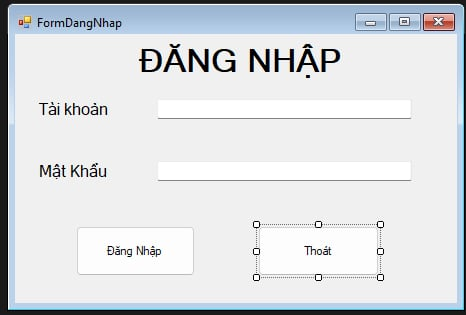 FormDangNhap
ĐĂNG NHẬP
Tài khoản
Mật Khẩu
Đăng Nhập
Thoát